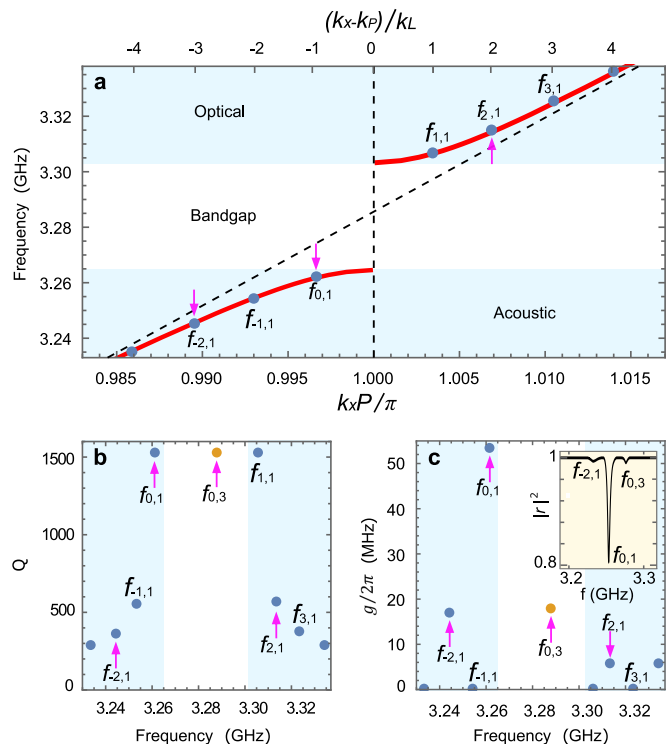 (kx-kP)/kL
-4 -3 -2 -1 0 1 2 3 4
a
Optical
Bandgap
Acoustic
f1,1
f2,1
f3,1
f0,1
f-1,1
f-2,1
Frequency (GHz)
3.32
3.30
3.28
3.26
3.24
0.985 0.990 0.995 1.000 1.005 1.010 1.015
kxP/π
b
Q
1500
1000
500
0
f0,1
f0,3
f1,1
f-1,1
f-2,1
f2,1
f3,1
3.24 3.26 3.28 3.30 3.32
Frequency (GHz)
c
g/2π (MHz)
50
40
30
20
10
0
f0,1
f-2,1
f-1,1
f0,3
f2,1
f3,1
3.24 3.26 3.28 3.30 3.32
Frequency (GHz)
|r|²
1
0.8
f-2,1
f0,3
f0,1
3.2 3.3
f (GHz)